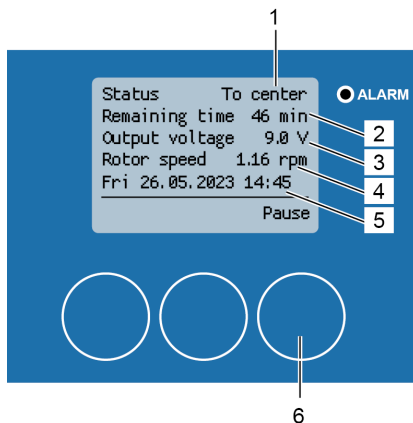 1
Status To center
ALARM
Remaining time 46 min
2
Output voltage 9.0 V
3
Rotor speed 1.16 rpm
4
Fri 26.05.2023 14:45
5
Pause
6